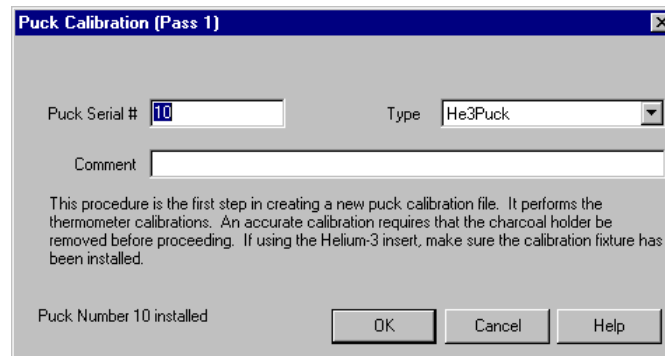 Puck Calibration (Pass 1)
Puck Serial # 10 Type He3Puck
Comment
This procedure is the first step in creating a new puck calibration file. It performs the
thermometer calibrations. An accurate calibration requires that the charcoal holder be
removed before proceeding. If using the Helium-3 insert, make sure the calibration fixture has
been installed.
Puck Number 10 installed OK Cancel Help